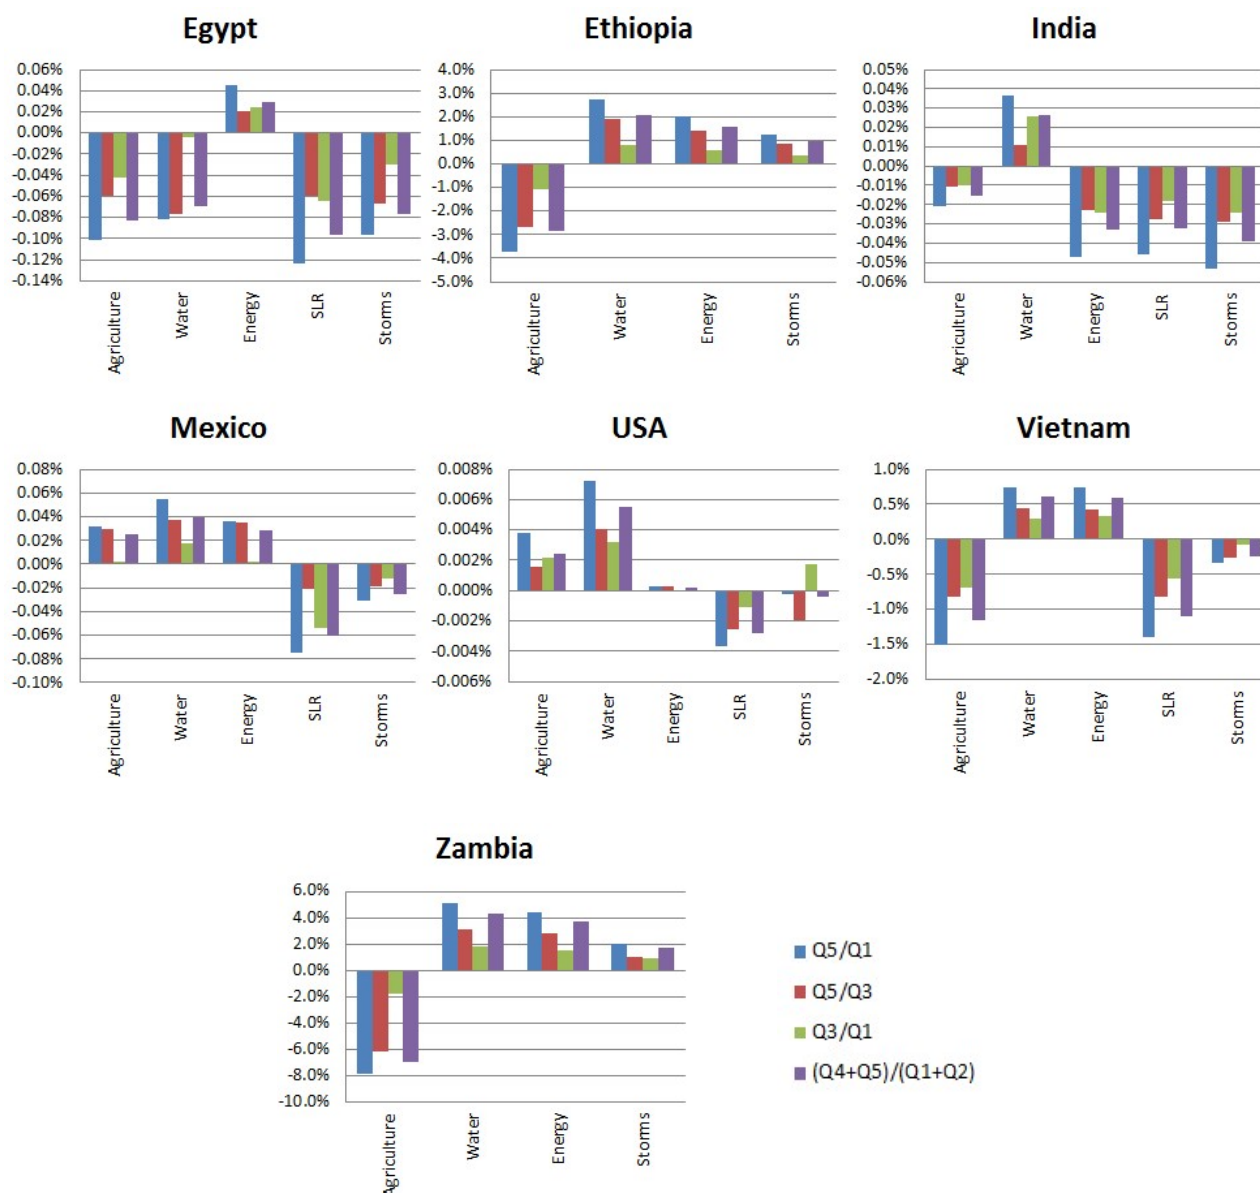 Egypt
0.06%
0.04%
0.02%
0.00%
-0.02%
-0.04%
-0.06%
-0.08%
-0.10%
-0.12%
-0.14%
Agriculture
Water
Energy
SLR
Storms
Ethiopia
4.0%
3.0%
2.0%
1.0%
0.0%
-1.0%
-2.0%
-3.0%
-4.0%
-5.0%
Agriculture
Water
Energy
Storms
India
0.05%
0.03%
0.02%
0.01%
0.00%
-0.01%
-0.02%
-0.03%
-0.04%
-0.05%
-0.06%
Agriculture
Water
Energy
SLR
Storms
Mexico
0.08%
0.06%
0.04%
0.02%
0.00%
-0.02%
-0.04%
-0.06%
-0.08%
-0.10%
Agriculture
Water
Energy
SLR
Storms
USA
0.008%
0.006%
0.004%
0.002%
0.000%
-0.002%
-0.004%
-0.006%
Agriculture
Water
Energy
SLR
Storms
Vietnam
1.0%
0.5%
0.0%
-0.5%
-1.0%
-1.5%
-2.0%
Agriculture
Water
Energy
SLR
Storms
Zambia
6.0%
4.0%
2.0%
0.0%
-2.0%
-4.0%
-6.0%
-8.0%
-10.0%
Agriculture
Water
Energy
Storms
Q5/Q1
Q5/Q3
Q3/Q1
(Q4+Q5)/(Q1+Q2)